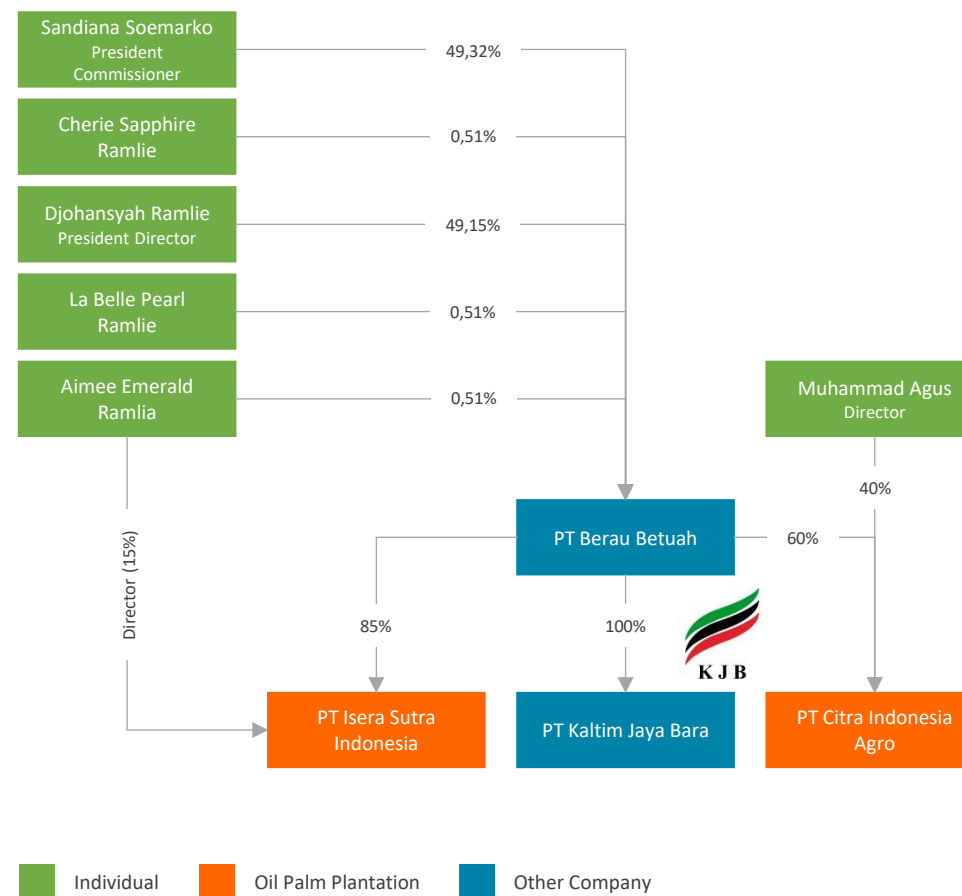 Sandiana Soemarko
President
Commissioner
49,32%
Cherie Sapphire
Ramlie
0,51%
Djohansyah Ramlie
President Director
49,15%
La Belle Pearl
Ramlie
0,51%
Aimee Emerald
Ramlia
0,51%
Muhammad Agus
Director
40%
PT Berau Betuah
60%
Director (15%)
85%
100%
K J B
PT Isera Sutra
Indonesia
PT Kaltim Jaya Bara
PT Citra Indonesia
Agro
Individual
Oil Palm Plantation
Other Company